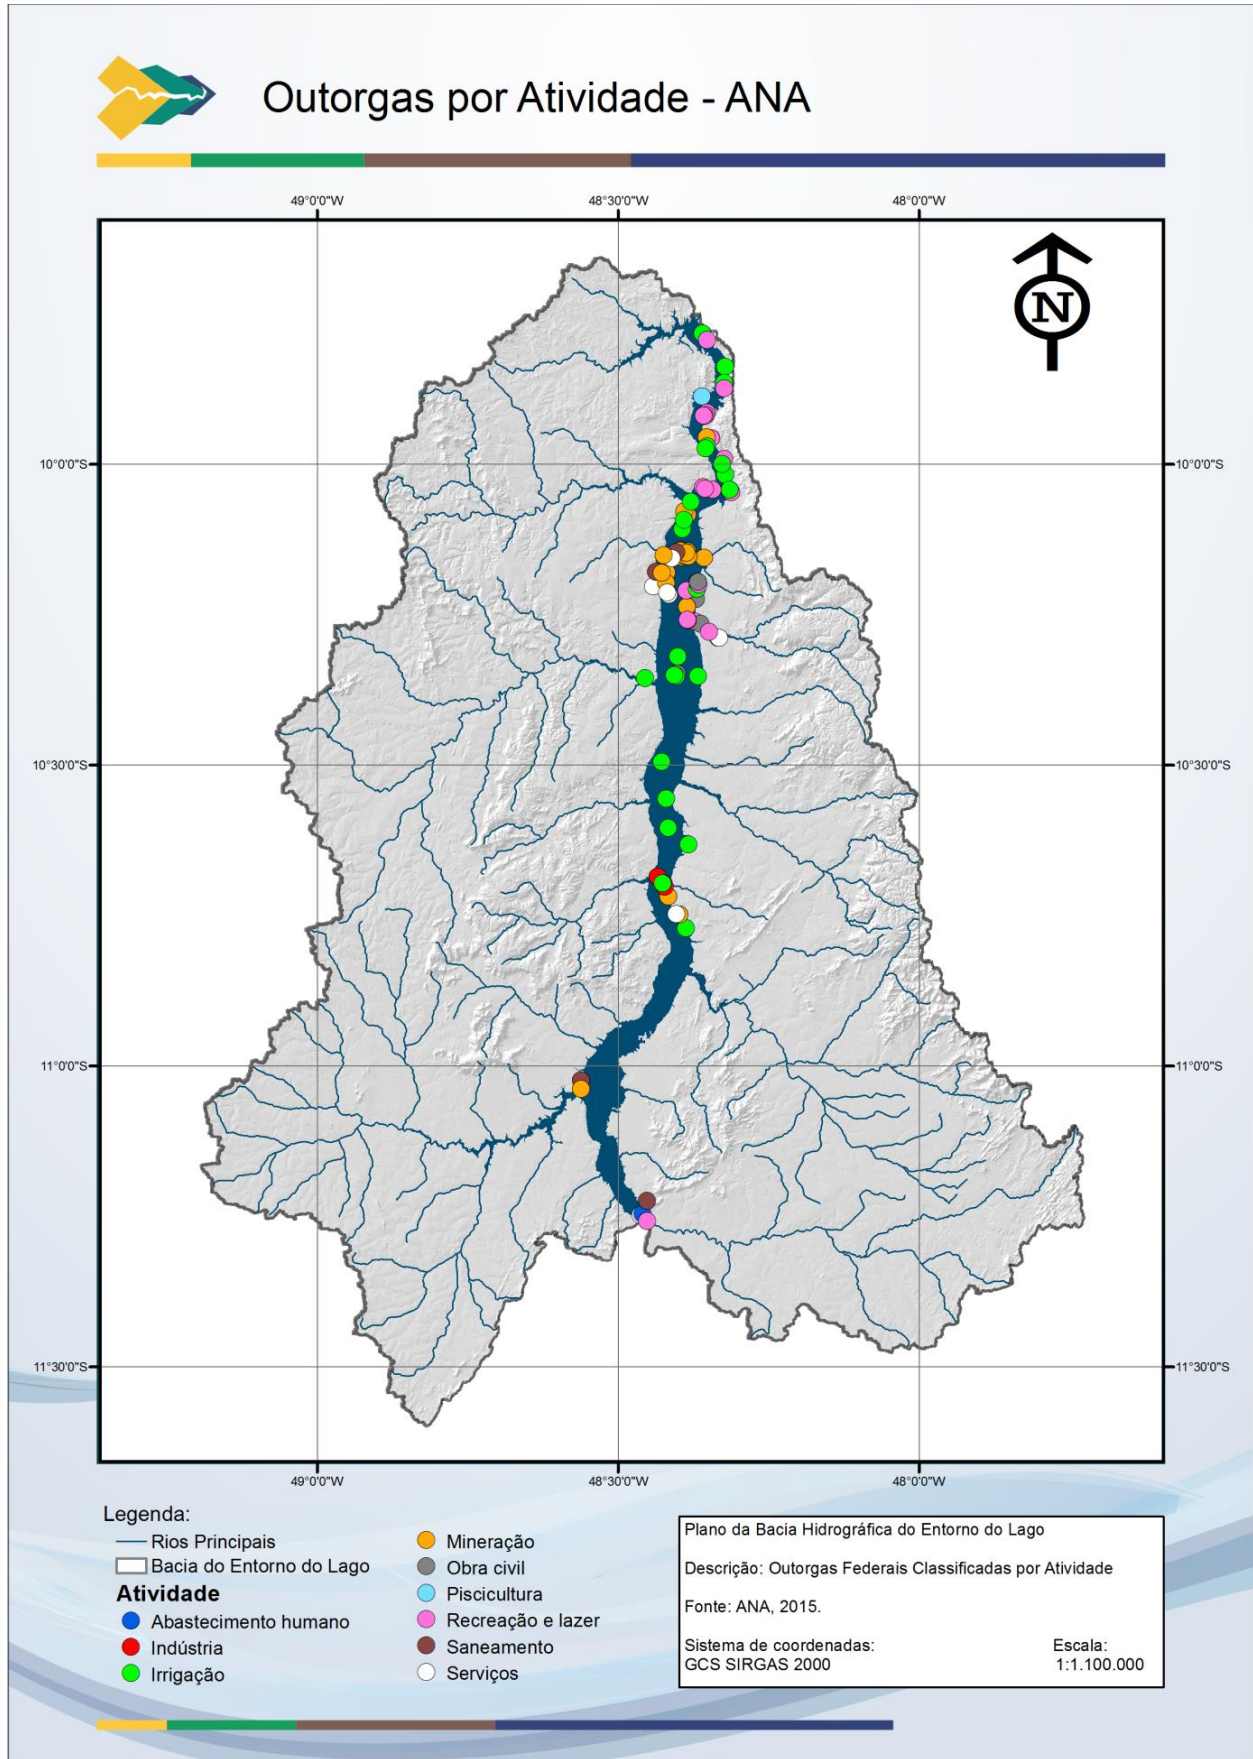 Outorgas por Atividade - ANA
49°0'0"W 48°30'0"W 48°0'0"W
N
10°0'0"S 10°0'0"S
10°30'0"S 10°30'0"S
11°0'0"S 11°0'0"S
11°30'0"S 11°30'0"S
49°0'0"W 48°30'0"W 48°0'0"W
Legenda:
Rios Principais
Bacia do Entorno do Lago
Atividade
Abastecimento humano
Indústria
Irrigação
Mineração
Obra civil
Piscicultura
Recreação e lazer
Saneamento
Serviços
Plano da Bacia Hidrográfica do Entorno do Lago
Descrição: Outorgas Federais Classificadas por Atividade
Fonte: ANA, 2015.
Sistema de coordenadas: Escala:
GCS SIRGAS 2000 1:1.100.000